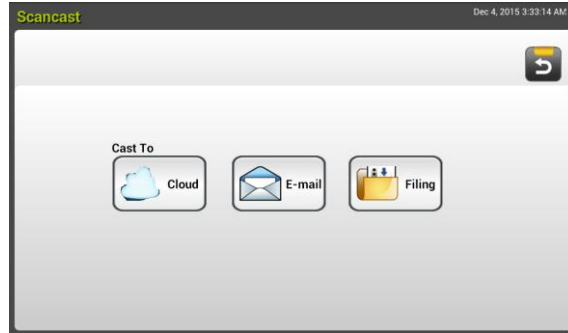 Scancast
Dec 4, 2015 3:33:14 AM
Cast To
Cloud
E-mail
Filing